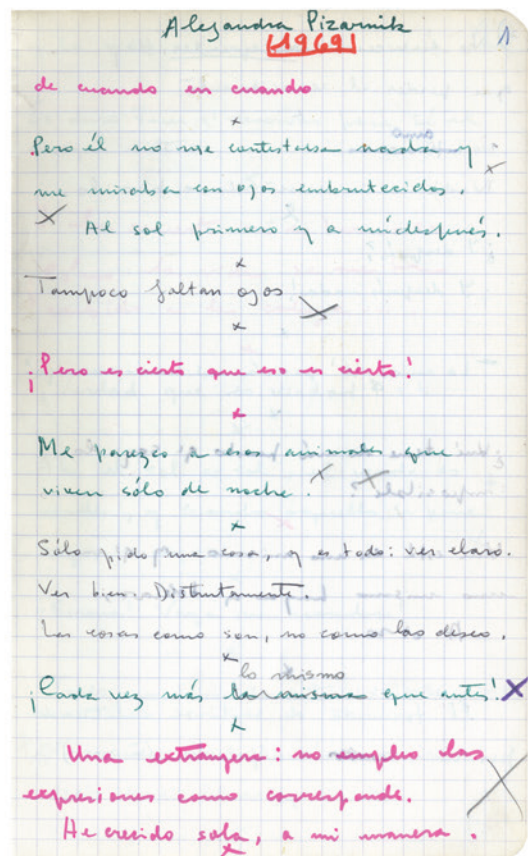 Alejandra Pizarnik
1969
1
de cuando en cuando
Pero él no me contestaba nada y
me miraba con ojos embrutecidos.
Al sol primero y a mí después.
Tampoco faltan ojos
¡Pero es cierto que eso es cierto!
Me parezco a esos animales que
viven sólo de noche.
Sólo pido una cosa, y es todo: ver claro.
Ver bien. Distintamente.
Las cosas como son, no como las deseo.
lo mismo
¡Cada vez más lo mismo que antes!
Una extranjera: no empleo las
expresiones como corresponde.
He crecido sola, a mi manera.